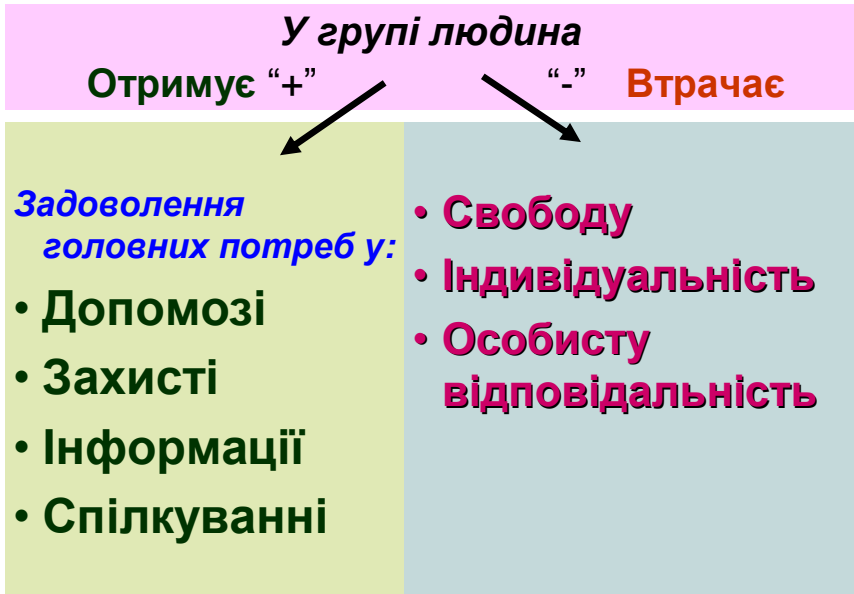 У групі людина
Отримує “+” “-” Втрачає
Задоволення
головних потреб у:
• Допомозі
• Захисті
• Інформації
• Спілкуванні
• Свободу
• Індивідуальність
• Особисту
відповідальність